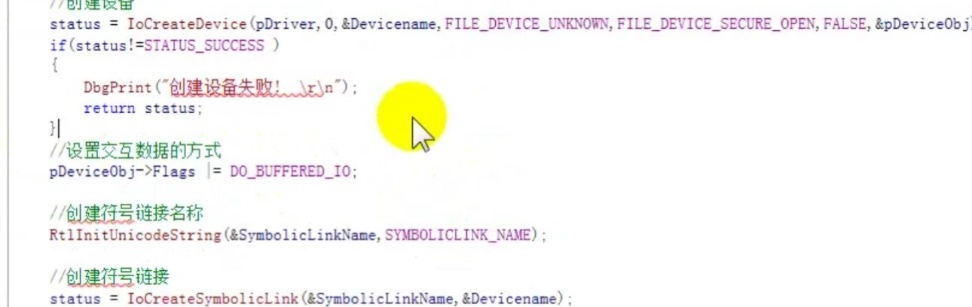 //创建设备
status = IoCreateDevice(pDriver,0,&Devicename,FILE_DEVICE_UNKNOWN,FILE_DEVICE_SECURE_OPEN,FALSE,&pDeviceObj
if(status!=STATUS_SUCCESS )
{
DbgPrint("创建设备失败! \r\n");
return status;
}
//设置交互数据的方式
pDeviceObj->Flags |= DO_BUFFERED_IO;
//创建符号链接名称
RtlInitUnicodeString(&SymbolicLinkName,SYMBOLICLINK_NAME);
//创建符号链接
status = IoCreateSymbolicLink(&SymbolicLinkName,&Devicename);